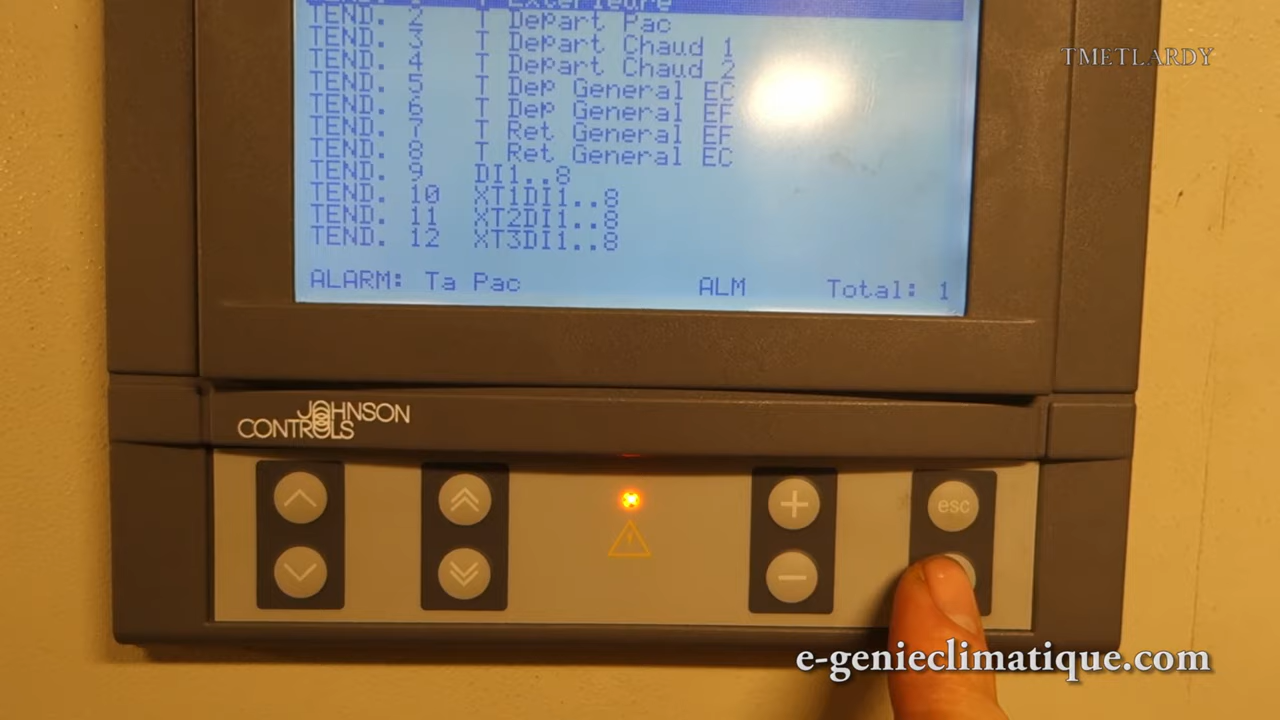 TEND. T Exterieure
TEND. 2 T Depart Pac
TEND. 3 T Depart Chaud 1
TEND. 4 T Depart Chaud 2
TEND. 5 T Dep General EC
TEND. 6 T Dep General EF
TEND. 7 T Ret General EF
TEND. 8 T Ret General EC
TEND. 9 DI1..8
TEND. 10 XT1DI1..8
TEND. 11 XT2DI1..8
TEND. 12 XT3DI1..8
ALARM: Ta Pac ALM Total: 1
TMETLARDY
JOHNSON
CONTROLS
esc
e-genieclimatique.com